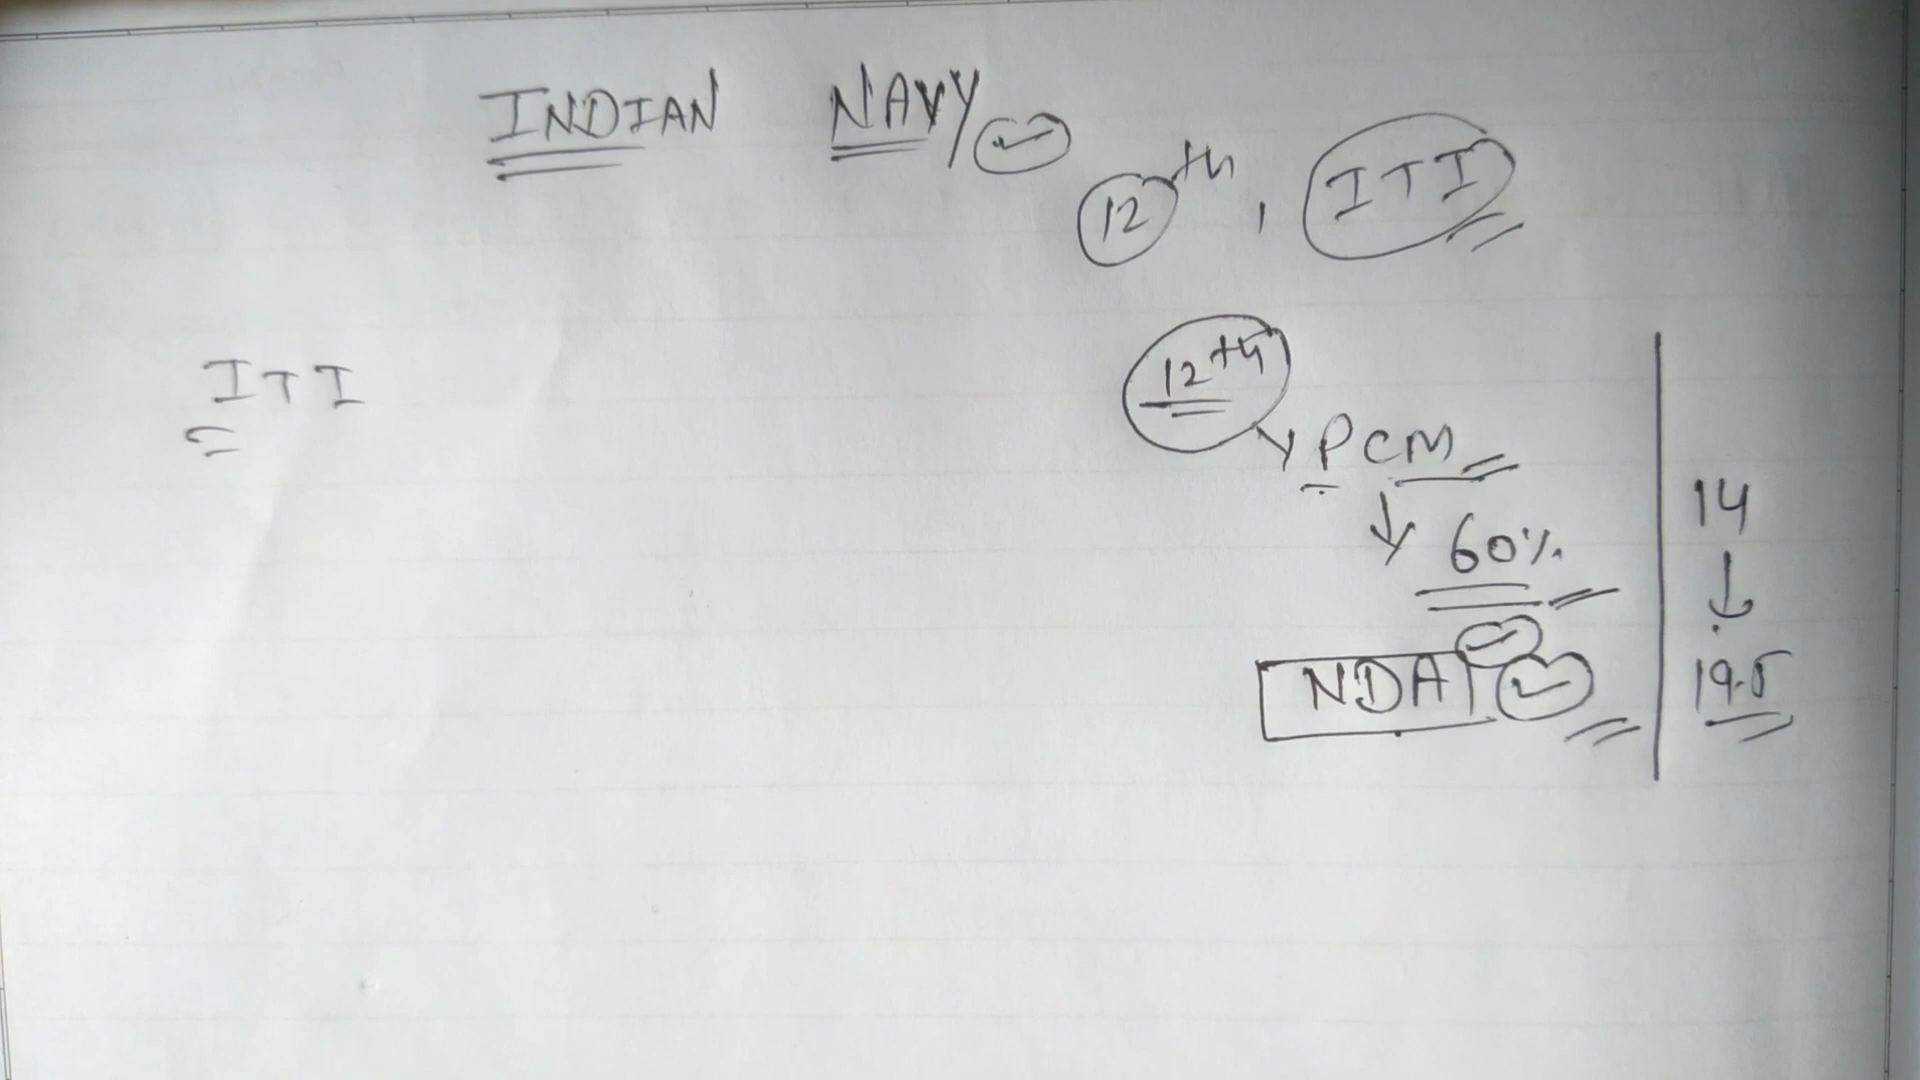 INDIAN NAVY
12th, ITI
ITI
12th
PCM
60%
NDA
14
19.5